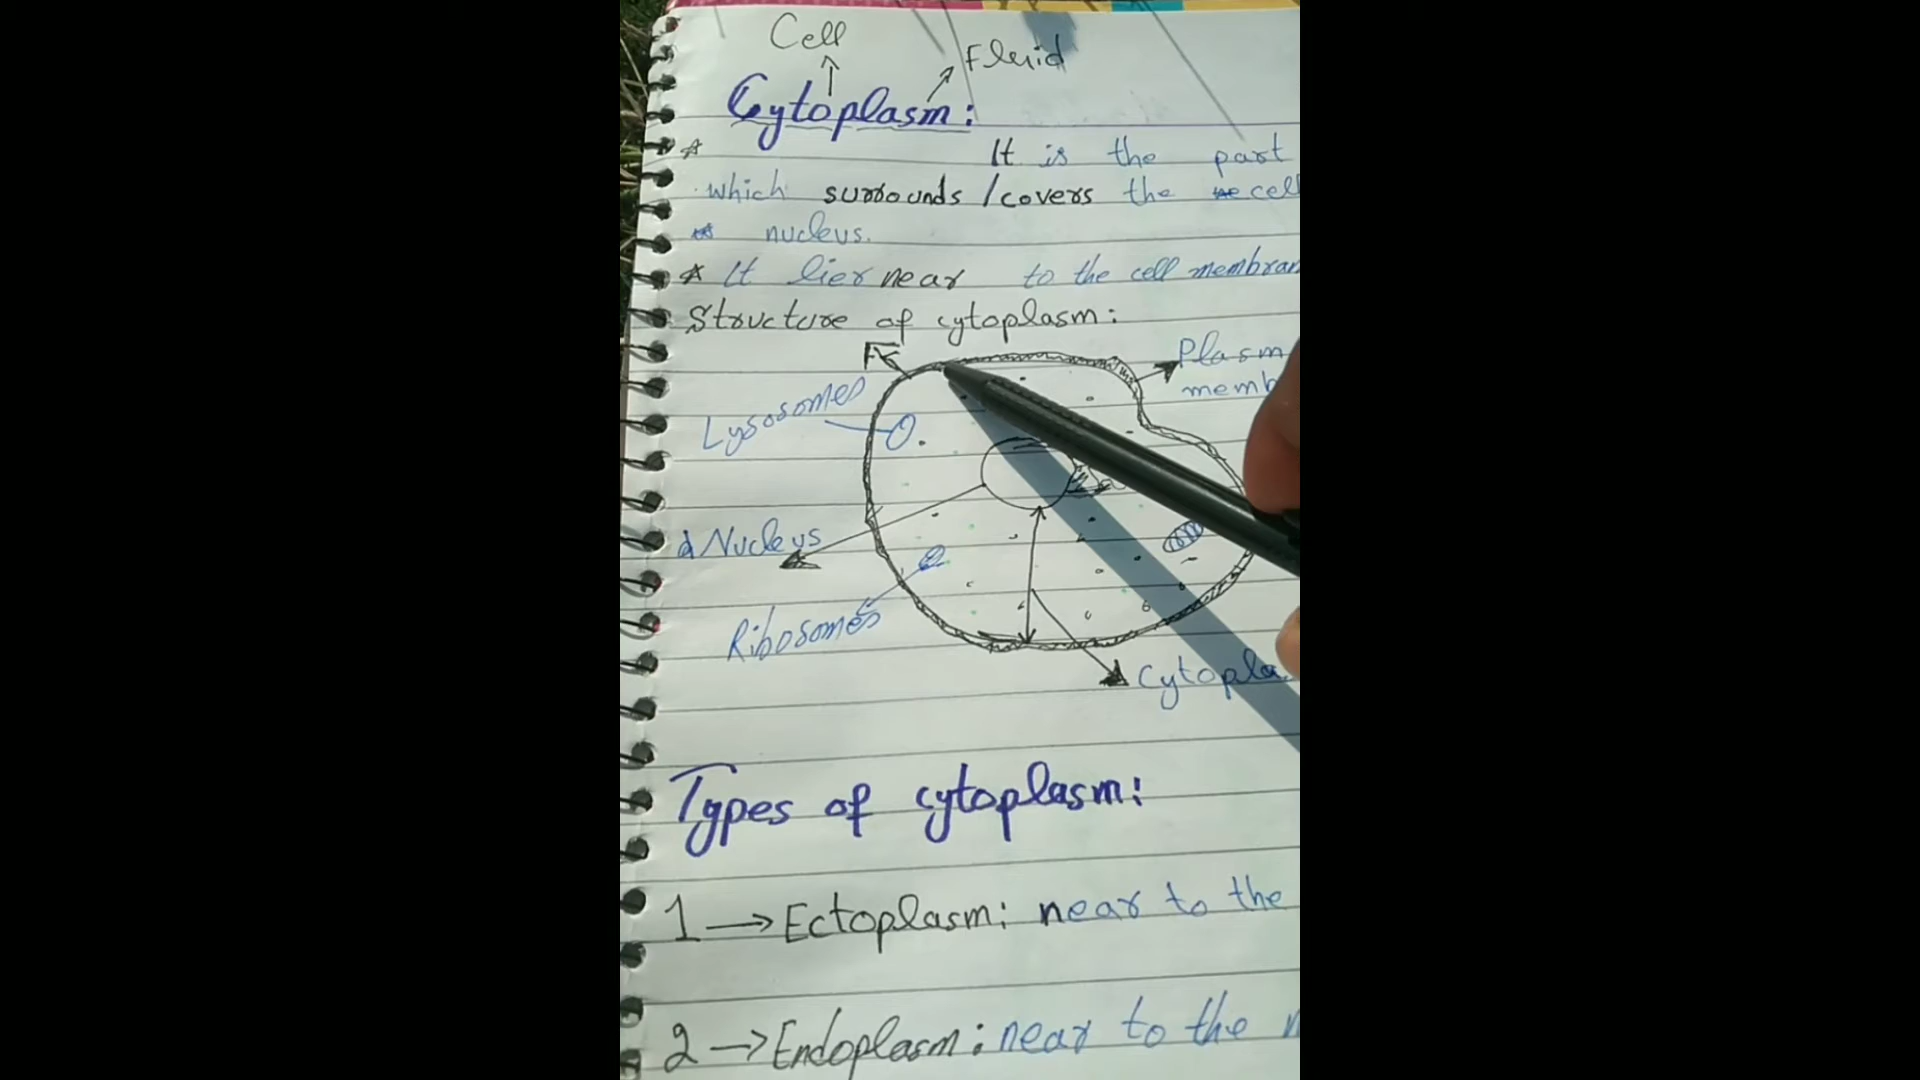 Cell
Fluid
Cytoplasm:
It is the part
which surrounds/covers the cell
nucleus.
It lies near to the cell membran
Structure of cytoplasm:
Plasm
memb
Lysosomes
Nucleus
Ribosomes
Cytopla
Types of cytoplasm:
1 → Ectoplasm: near to the
2 → Endoplasm: near to the n